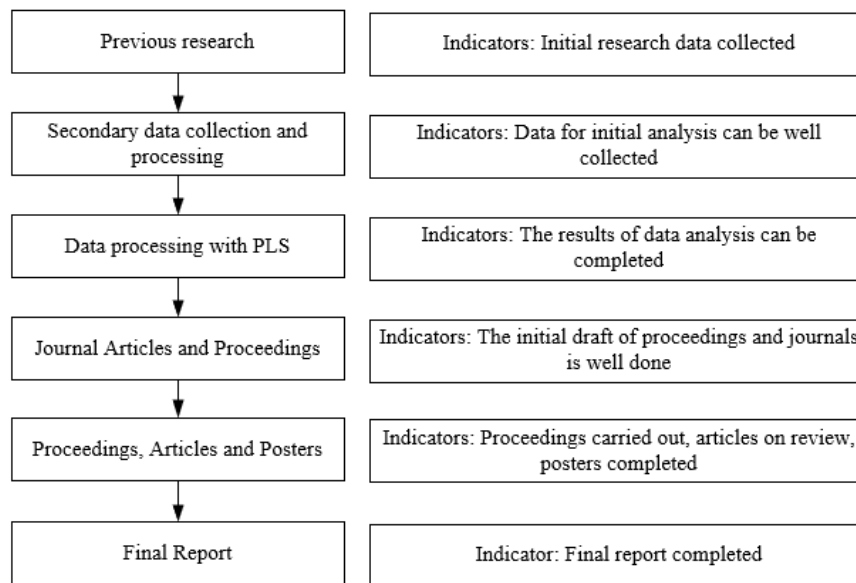 Previous research
Indicators: Initial research data collected
Secondary data collection and
processing
Indicators: Data for initial analysis can be well
collected
Data processing with PLS
Indicators: The results of data analysis can be
completed
Journal Articles and Proceedings
Indicators: The initial draft of proceedings and journals
is well done
Proceedings, Articles and Posters
Indicators: Proceedings carried out, articles on review,
posters completed
Final Report
Indicator: Final report completed